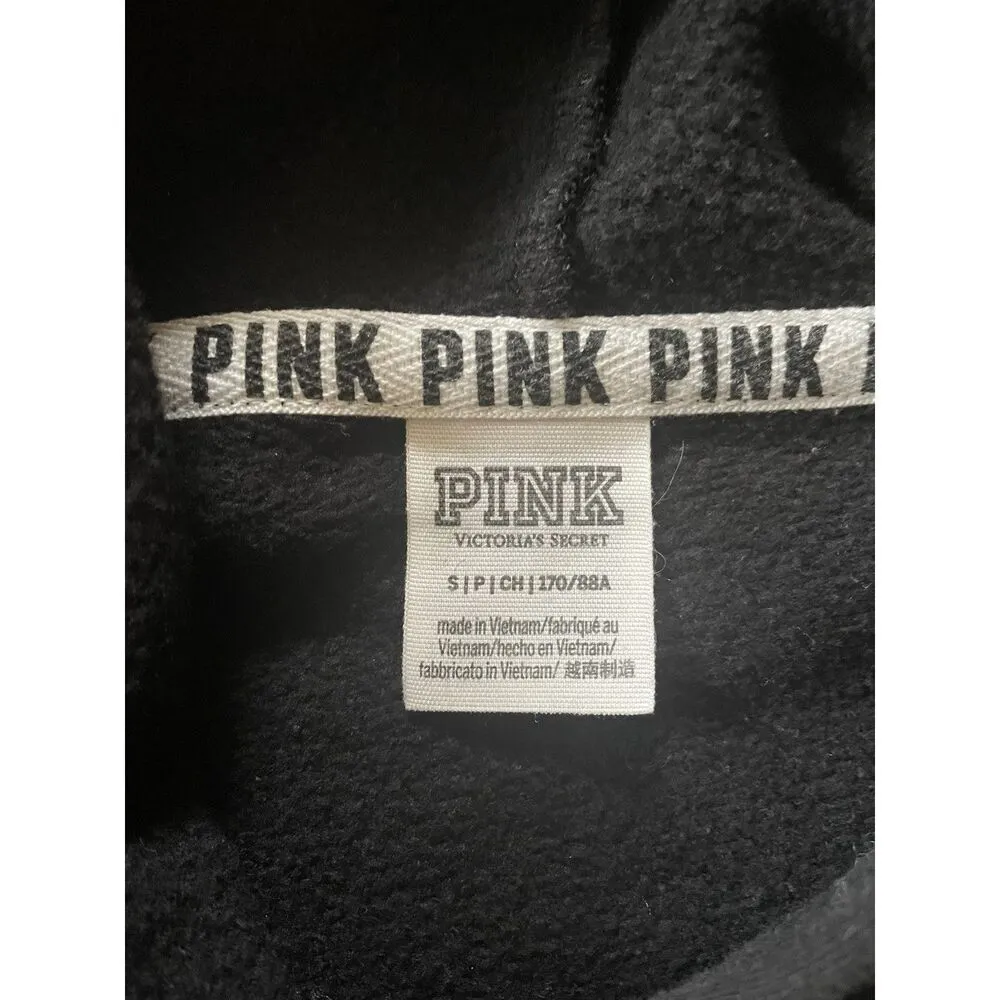 PINK PINK PINK
PINK
VICTORIA'S SECRET
S | P | CH | 170/88A
made in Vietnam/fabriqué au
Vietnam/hecho en Vietnam/
fabbricato in Vietnam/ 越南制造